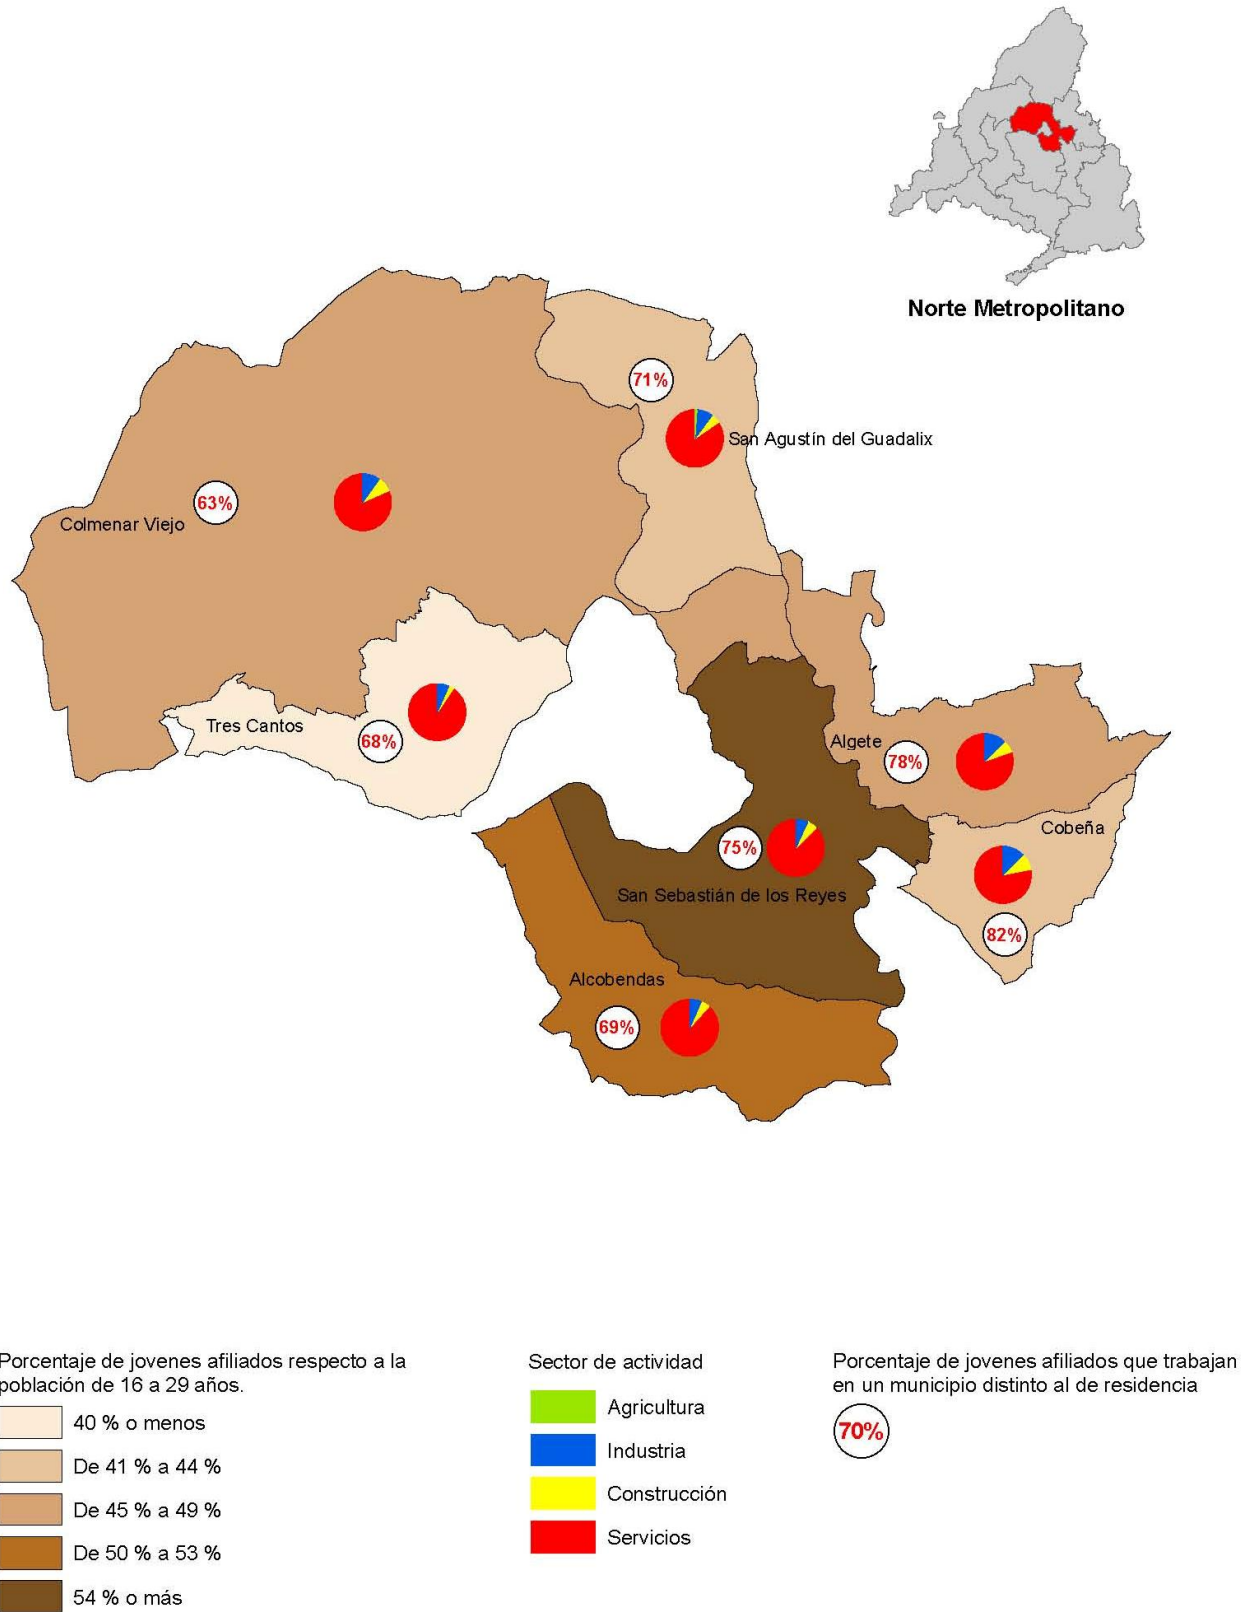 Norte Metropolitano
71%
San Agustín del Guadalix
63%
Colmenar Viejo
Tres Cantos
68%
Algete
78%
Cobeña
75%
San Sebastián de los Reyes
82%
Alcobendas
69%
Porcentaje de jovenes afiliados respecto a la
población de 16 a 29 años.
40 % o menos
De 41 % a 44 %
De 45 % a 49 %
De 50 % a 53 %
54 % o más
Sector de actividad
Agricultura
Industria
Construcción
Servicios
Porcentaje de jovenes afiliados que trabajan
en un municipio distinto al de residencia
70%